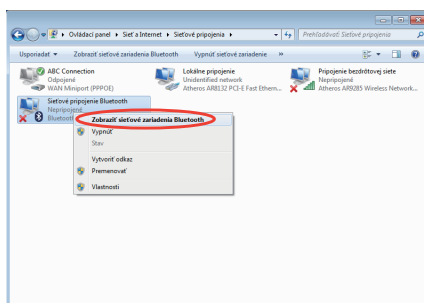 Ovládací panel ▸ Sieť a Internet ▸ Sieťové pripojenia ▸
Prehľadávať: Sieťové pripojenia
Usporiadať Zobraziť sieťové zariadenia Bluetooth Vypnúť sieťové zariadenie »
ABC Connection
Odpojené
WAN Miniport (PPPOE)
Lokálne pripojenie
Unidentified network
Atheros AR8132 PCI-E Fast Ethern...
Pripojenie bezdrôtovej siete
Nepripojené
Atheros AR9285 Wireless Network...
Sieťové pripojenie Bluetooth
Nepripojené
Bluetooth
Zobraziť sieťové zariadenia Bluetooth
Vypnúť
Stav
Vytvoriť odkaz
Premenovať
Vlastnosti